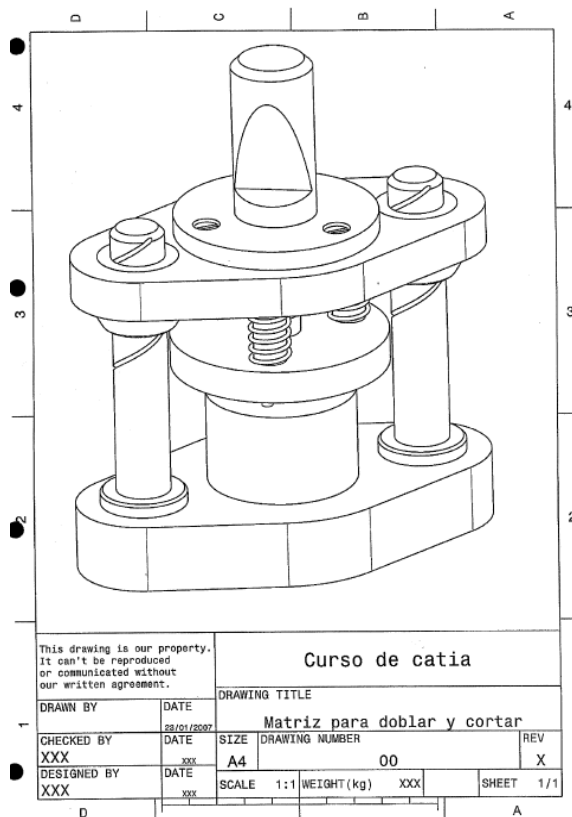 D C B A
4 4
3 3
2 2
1
This drawing is our property.
It can't be reproduced
or communicated without
our written agreement.
Curso de catia
DRAWN BY DATE
23/01/2007
DRAWING TITLE
Matriz para doblar y cortar
CHECKED BY DATE
XXX XXX
SIZE DRAWING NUMBER REV
A4 00 X
DESIGNED BY DATE
XXX XXX
SCALE 1:1 WEIGHT(kg) XXX SHEET 1/1
D A